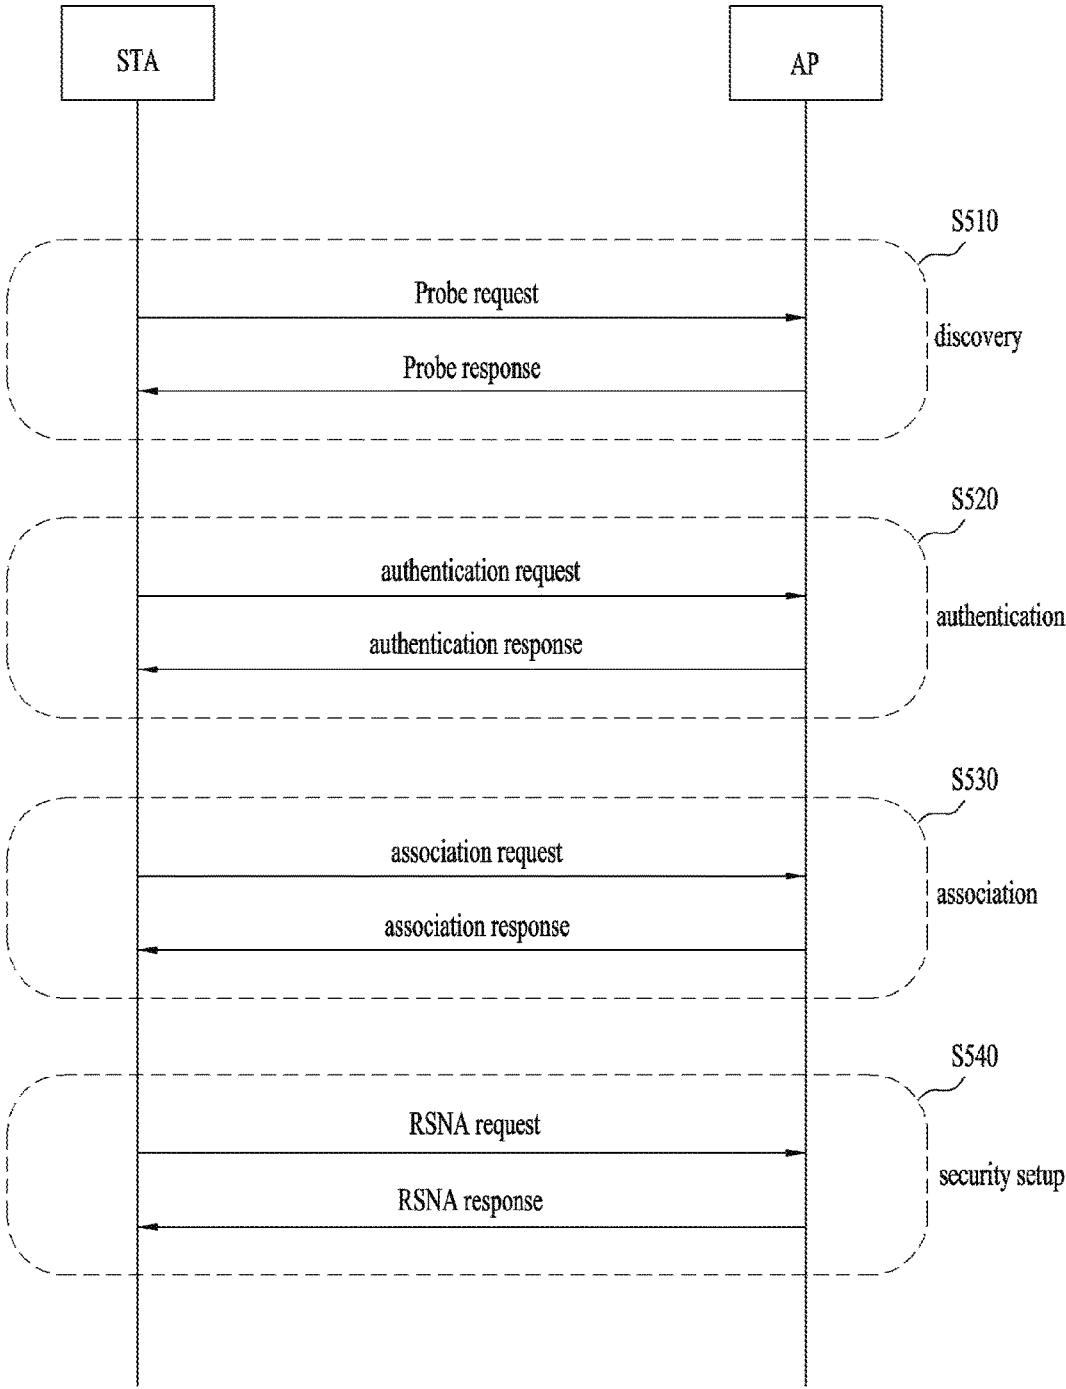 STA
AP
S510
Probe request
discovery
Probe response
S520
authentication request
authentication
authentication response
S530
association request
association
association response
S540
RSNA request
security setup
RSNA response